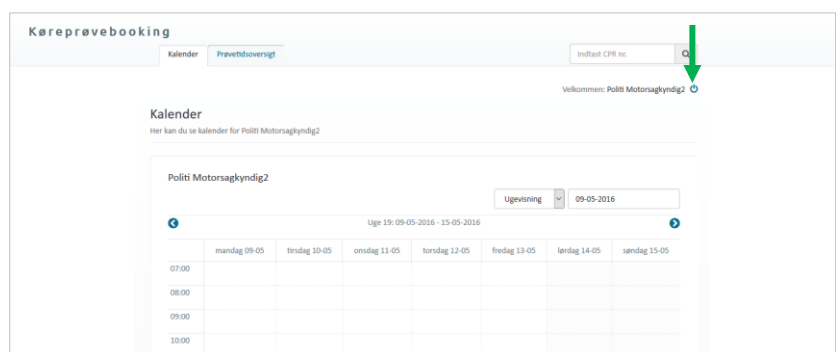 Køreprøvebooking
Kalender Prøvetidsoversigt Indtast CPR nr.
Velkommen: Politi Motorsagkyndig2
Kalender
Her kan du se kalender for Politi Motorsagkyndig2
Politi Motorsagkyndig2
Ugevisning 09-05-2016
Uge 19: 09-05-2016 - 15-05-2016
mandag 09-05 tirsdag 10-05 onsdag 11-05 torsdag 12-05 fredag 13-05 lørdag 14-05 søndag 15-05
07:00
08:00
09:00
10:00